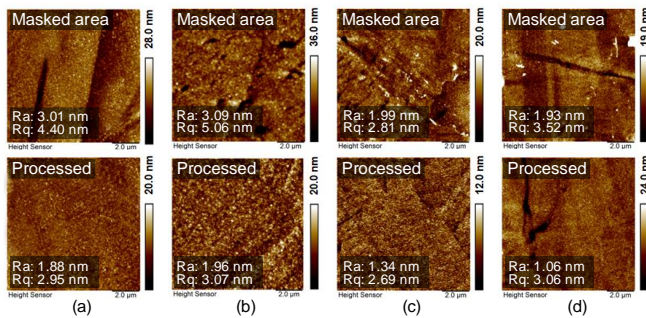 Masked area
28.0 nm
Ra: 3.01 nm
Rq: 4.40 nm
Height Sensor
2.0 µm
Masked area
36.0 nm
Ra: 3.09 nm
Rq: 5.06 nm
Height Sensor
2.0 µm
Masked area
20.0 nm
Ra: 1.99 nm
Rq: 2.81 nm
Height Sensor
2.0 µm
Masked area
19.0 nm
Ra: 1.93 nm
Rq: 3.52 nm
Height Sensor
2.0 µm
Processed
20.0 nm
Ra: 1.88 nm
Rq: 2.95 nm
Height Sensor
2.0 µm
Processed
20.0 nm
Ra: 1.96 nm
Rq: 3.07 nm
Height Sensor
2.0 µm
Processed
12.0 nm
Ra: 1.34 nm
Rq: 2.69 nm
Height Sensor
2.0 µm
Processed
24.0 nm
Ra: 1.06 nm
Rq: 3.06 nm
Height Sensor
2.0 µm
(a)
(b)
(c)
(d)